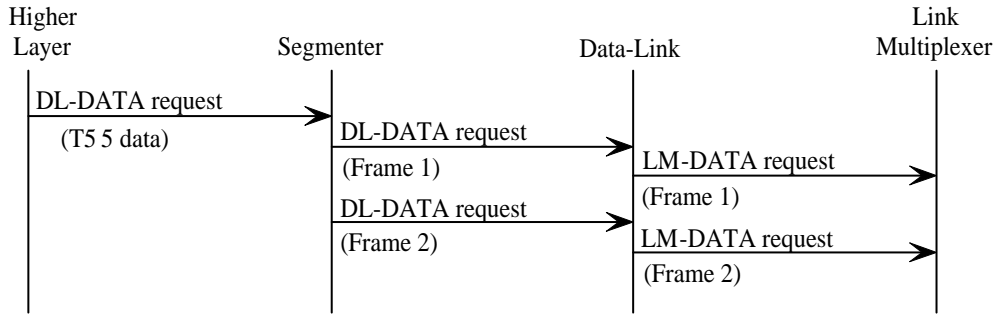 Higher
Layer
Segmenter
Data-Link
Link
Multiplexer
DL-DATA request
(T5 5 data)
DL-DATA request
(Frame 1)
LM-DATA request
(Frame 1)
DL-DATA request
(Frame 2)
LM-DATA request
(Frame 2)